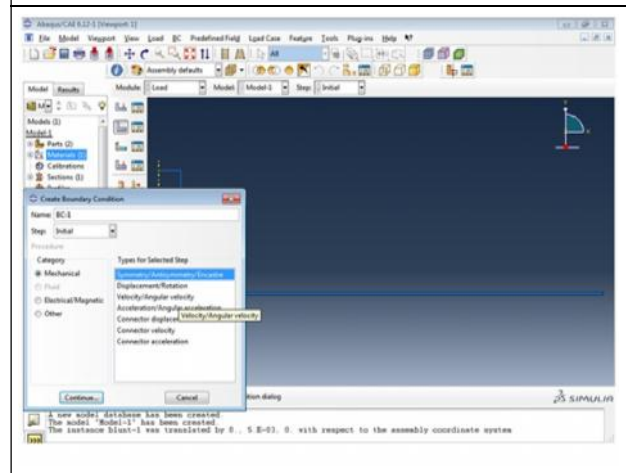 Abaqus/CAE 6.12-1 [Viewport: 1]
File Model Viewport View Load BC Predefined Field Load Case Feature Tools Plug-ins Help
All
Assembly defaults
Model Results Module: Load Model: Model-1 Step: Initial
Models (1)
Model-1
Parts (2)
Materials (1)
Calibrations
Sections (1)
Create Boundary Condition
Name: BC-1
Step: Initial
Procedure:
Category Types for Selected Step
Mechanical Symmetry/Antisymmetry/Encastre
Fluid Displacement/Rotation
Electrical/Magnetic Velocity/Angular velocity
Other Acceleration/Angular acceleration
Velocity/Angular velocity
Connector displace
Connector velocity
Connector acceleration
Continue... Cancel
tion dialog
SIMULIA
A new model database has been created.
The model "Model-1" has been created.
The instance blunt-1 was translated by 0., 5.E-03, 0. with respect to the assembly coordinate system